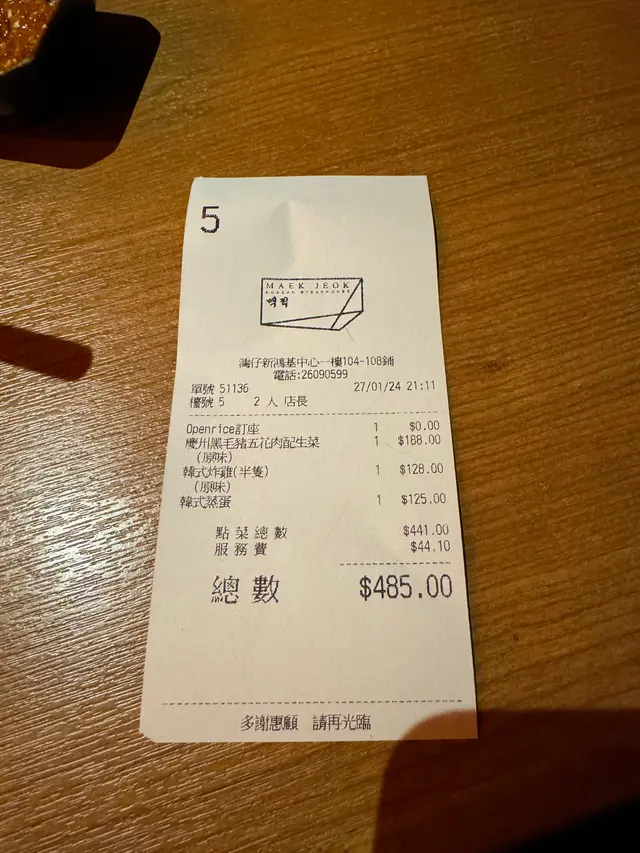 5
MAEK JEOK
KOREAN STEAKHOUSE
맥적
灣仔新鴻基中心一樓104-108鋪
電話:26090599
單號 51136 27/01/24 21:11
檯號 5 2 人 店長
Openrice訂座 1 $0.00
慶州黑毛豬五花肉配生菜 1 $188.00
(原味)
韓式炸雞(半隻) 1 $128.00
(原味)
韓式蒸蛋 1 $125.00
點菜總數 $441.00
服務費 $44.10
總數 $485.00
多謝惠顧 請再光臨